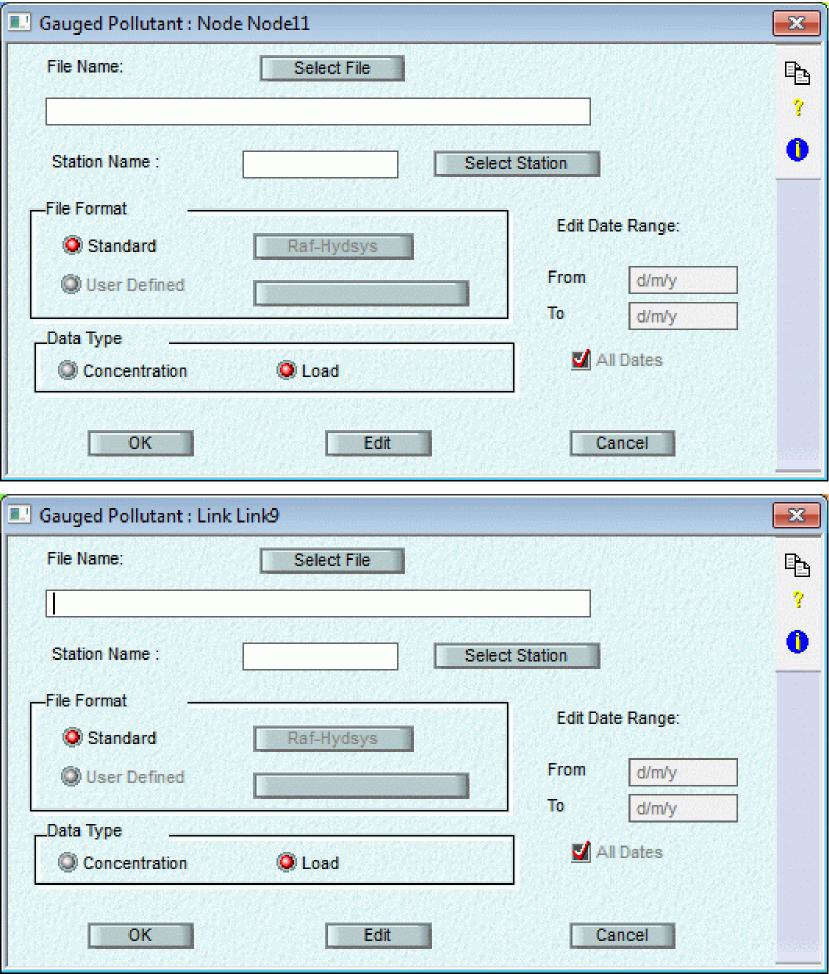 Gauged Pollutant : Node Node11
File Name:
Select File
Station Name :
Select Station
File Format
Standard
Raf-Hydsys
User Defined
Edit Date Range:
From
d/m/y
To
d/m/y
All Dates
Data Type
Concentration
Load
OK
Edit
Cancel
Gauged Pollutant : Link Link9
File Name:
Select File
Station Name :
Select Station
File Format
Standard
Raf-Hydsys
User Defined
Edit Date Range:
From
d/m/y
To
d/m/y
All Dates
Data Type
Concentration
Load
OK
Edit
Cancel